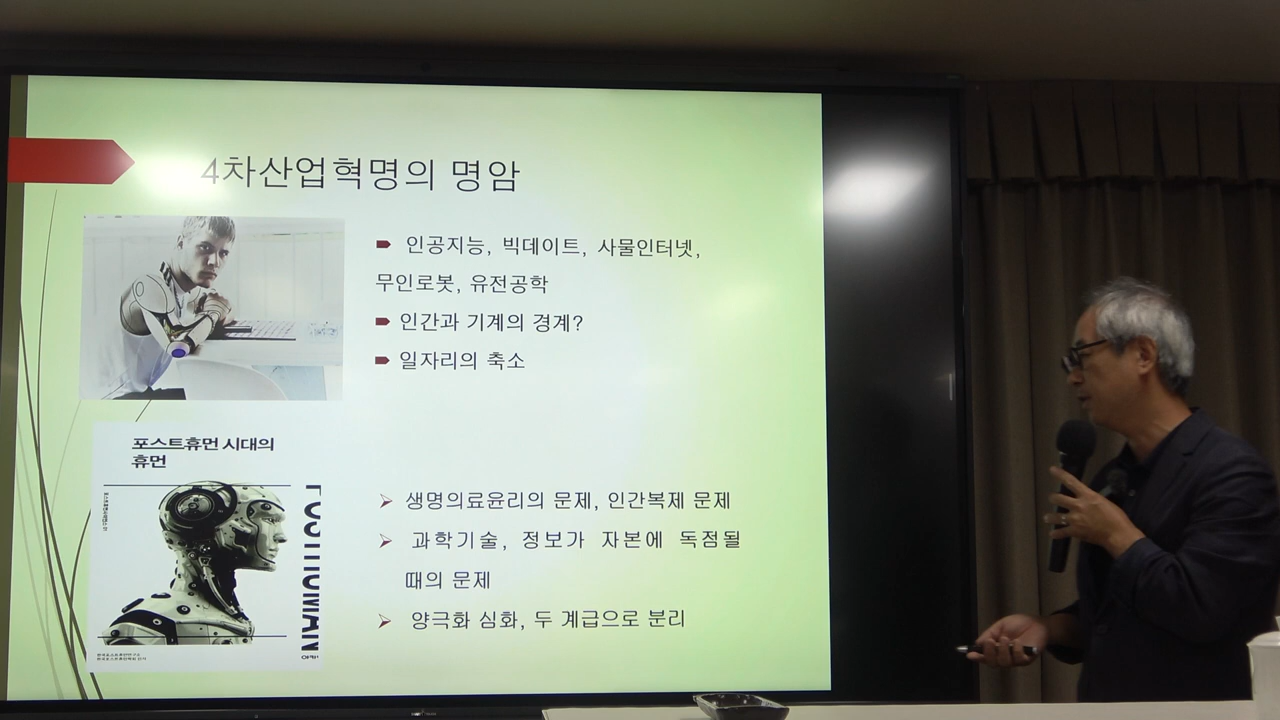 4차산업혁명의 명암
인공지능, 빅데이트, 사물인터넷,
무인로봇, 유전공학
인간과 기계의 경계?
일자리의 축소
포스트휴먼 시대의
휴먼
POSTHUMAN
생명의료윤리의 문제, 인간복제 문제
과학기술, 정보가 자본에 독점될
때의 문제
양극화 심화, 두 계급으로 분리